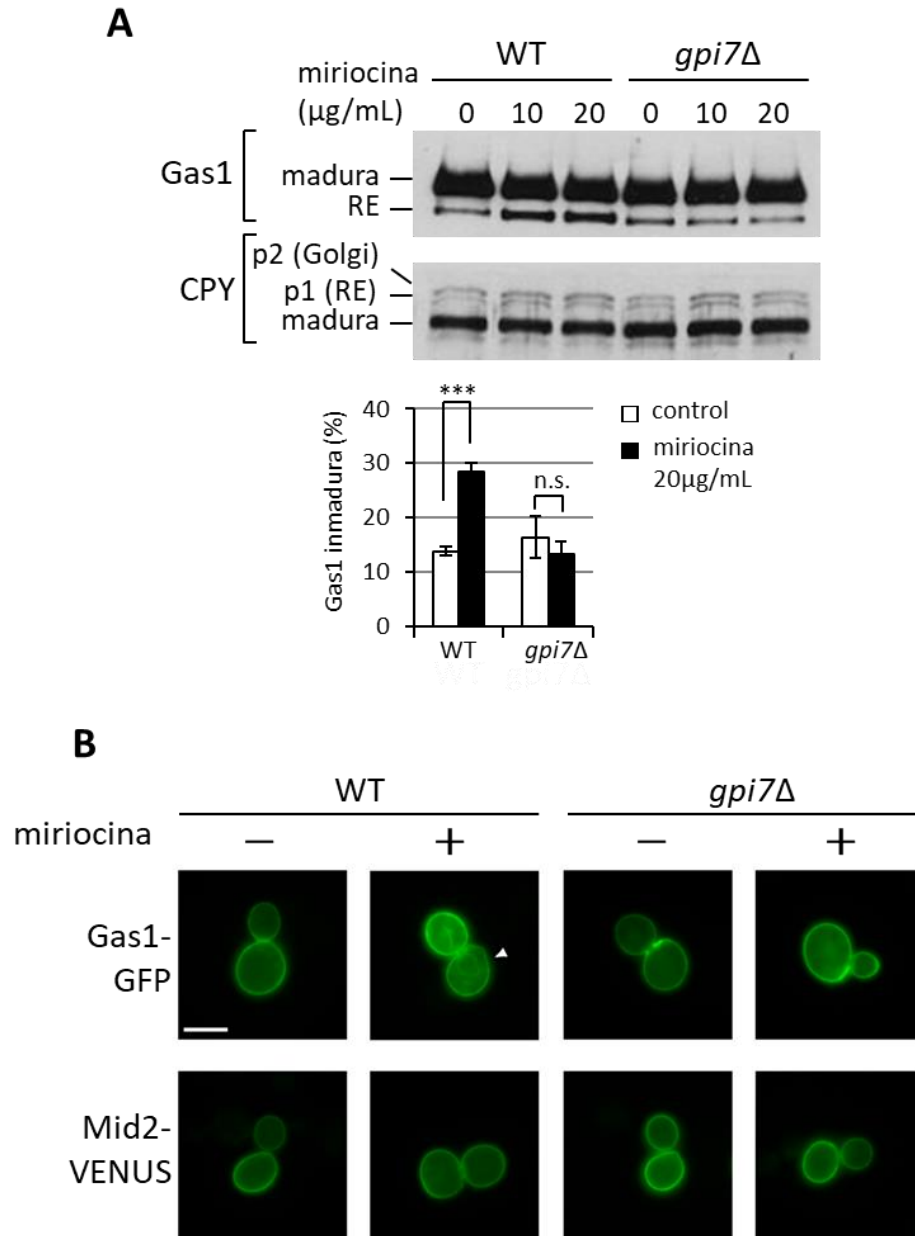 A
WT gpi7Δ
miriocina
(µg/mL) 0 10 20 0 10 20
Gas1
madura
RE
CPY
p2 (Golgi)
p1 (RE)
madura
Gas1 inmadura (%)
40
30
20
10
0
***
n.s.
WT gpi7Δ
control
miriocina
20µg/mL
WT gpi7Δ
B
WT gpi7Δ
miriocina − + − +
Gas1-
GFP
Mid2-
VENUS